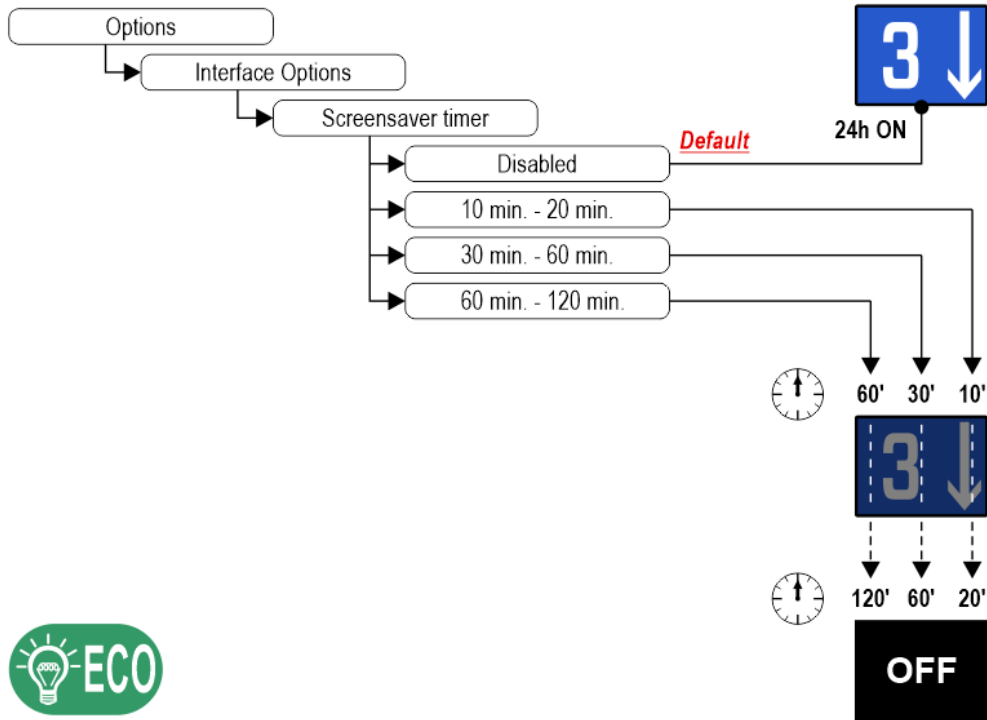 Options
Interface Options
Screensaver timer
Disabled
Default
24h ON
3
10 min. - 20 min.
30 min. - 60 min.
60 min. - 120 min.
60' 30' 10'
3
120' 60' 20'
OFF
ECO